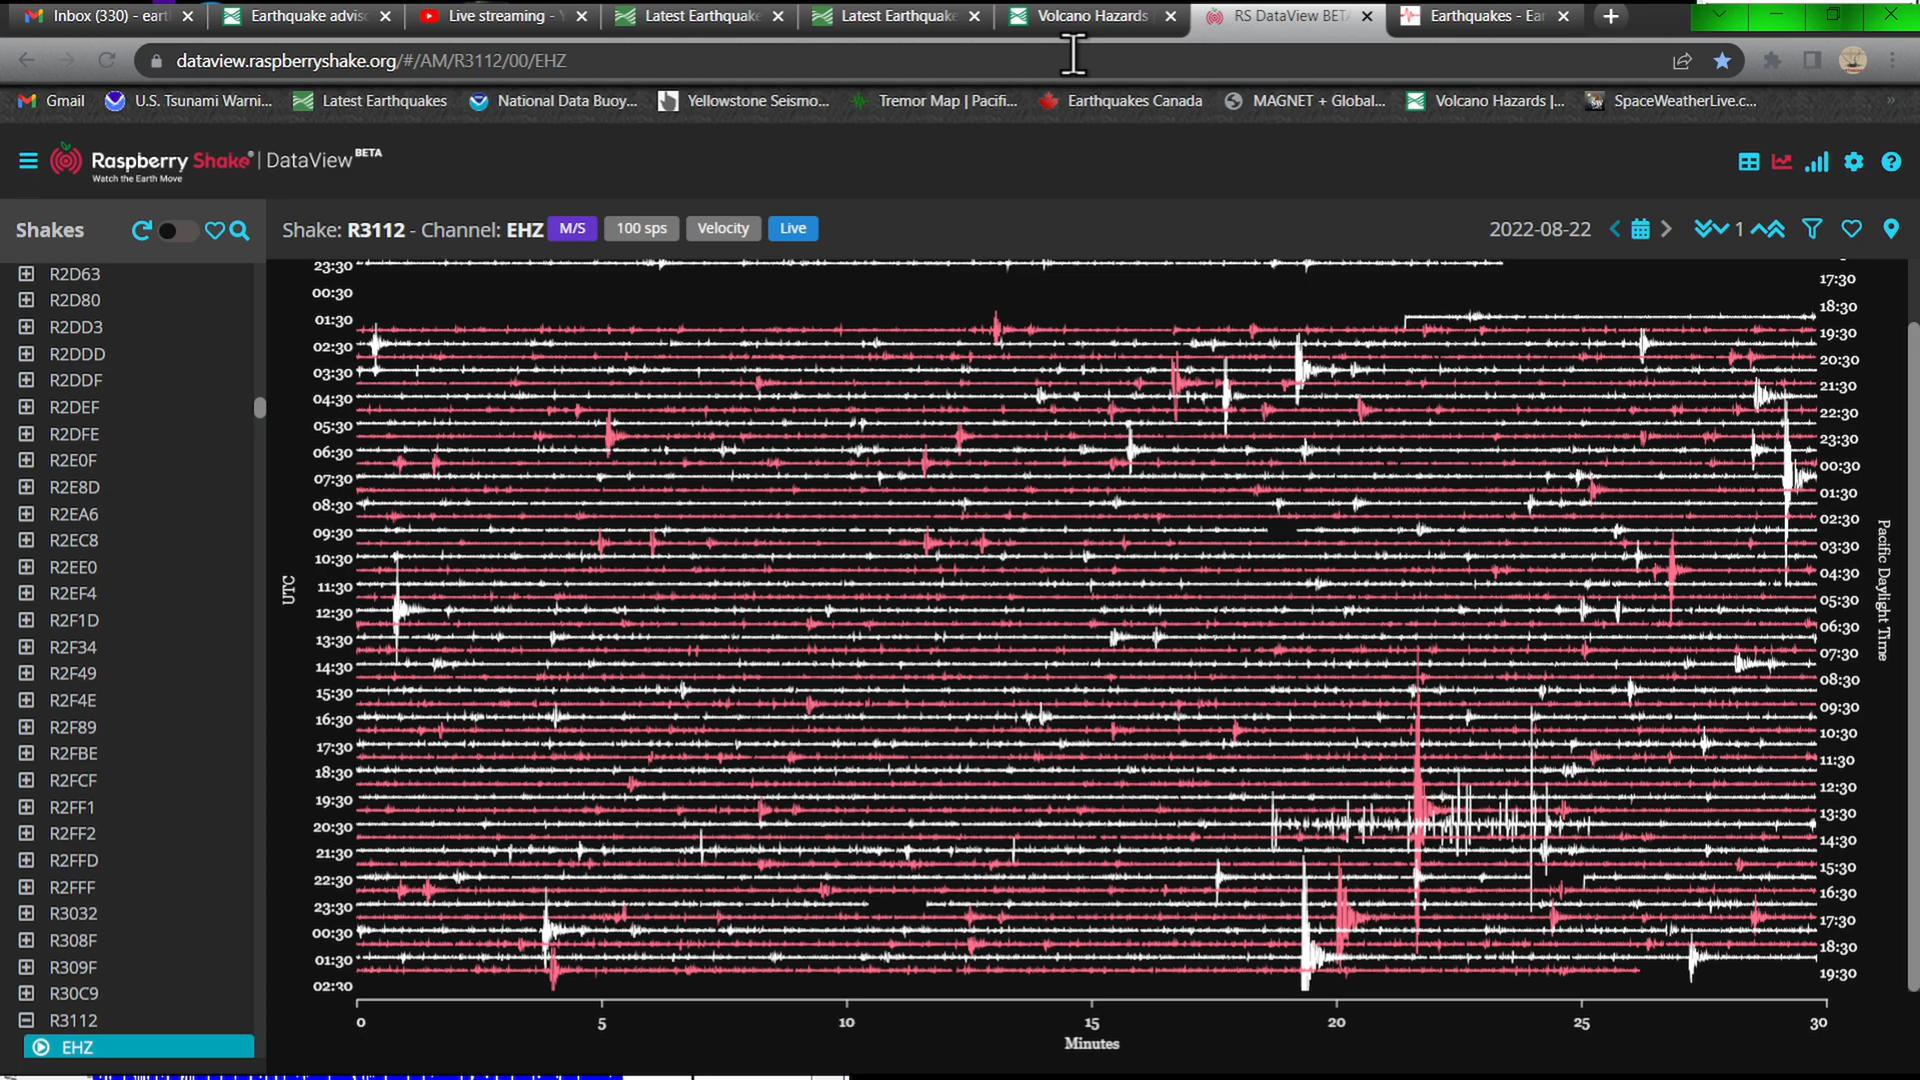 Inbox (330) - eart
Earthquake adviso
Live streaming -
Latest Earthquake
Latest Earthquake
Volcano Hazards
RS DataView BETA
Earthquakes - Ear
dataview.raspberryshake.org/#/AM/R3112/00/EHZ
Gmail
U.S. Tsunami Warni...
Latest Earthquakes
National Data Buoy...
Yellowstone Seismo...
Tremor Map | Pacifi...
Earthquakes Canada
MAGNET + Global...
Volcano Hazards |...
SpaceWeatherLive.c...
Raspberry Shake | DataView BETA
Watch the Earth Move
Shakes
Shake: R3112 - Channel: EHZ M/S 100 sps Velocity Live
2022-08-22
1
R2D63
R2D80
R2DD3
R2DDD
R2DDF
R2DEF
R2DFE
R2E0F
R2E8D
R2EA6
R2EC8
R2EE0
R2EF4
R2F1D
R2F34
R2F49
R2F4E
R2F89
R2FBE
R2FCF
R2FF1
R2FF2
R2FFD
R2FFF
R3032
R308F
R309F
R30C9
R3112
EHZ
UTC
23:30
00:30
01:30
02:30
03:30
04:30
05:30
06:30
07:30
08:30
09:30
10:30
11:30
12:30
13:30
14:30
15:30
16:30
17:30
18:30
19:30
20:30
21:30
22:30
23:30
00:30
01:30
02:30
17:30
18:30
19:30
20:30
21:30
22:30
23:30
00:30
01:30
02:30
03:30
04:30
05:30
06:30
07:30
08:30
09:30
10:30
11:30
12:30
13:30
14:30
15:30
16:30
17:30
18:30
19:30
Pacific Daylight Time
0 5 10 15 20 25 30
Minutes